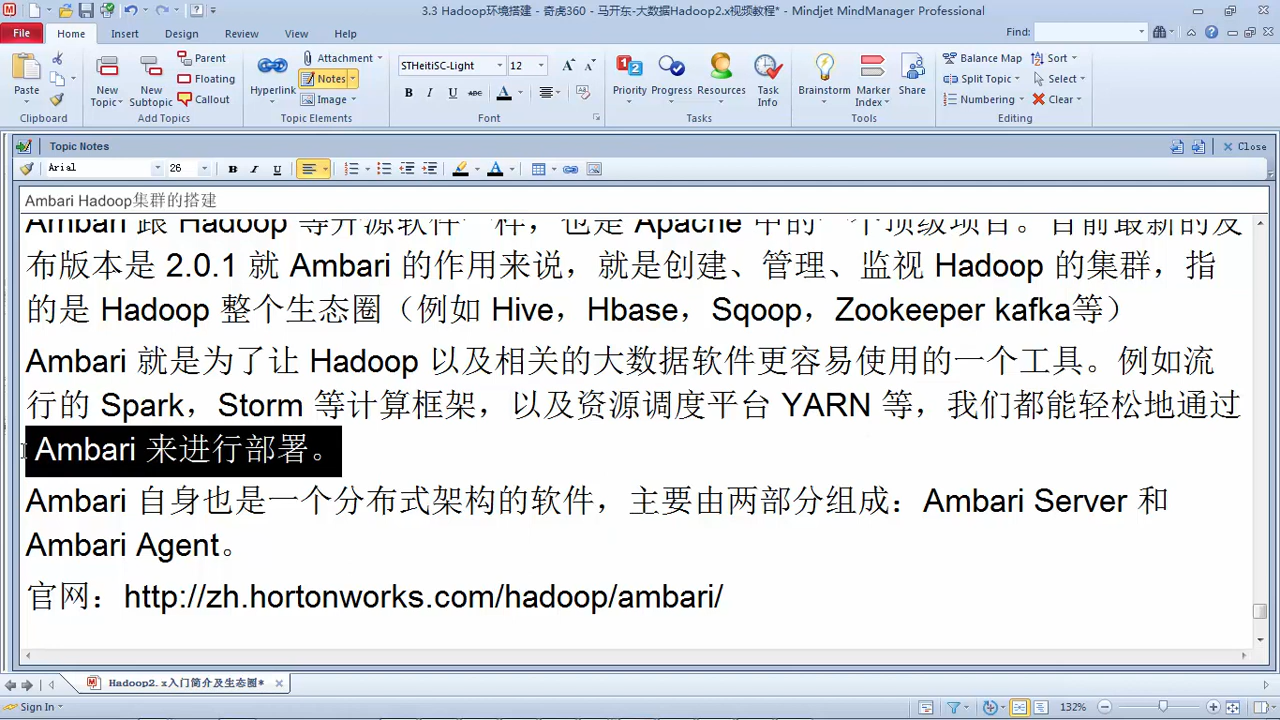 3.3 Hadoop环境搭建 - 奇虎360 - 马开东-大数据Hadoop2.x视频教程* - Mindjet MindManager Professional
File Home Insert Design Review View Help Find:
Paste
Clipboard
New Topic
New Subtopic
Parent
Floating
Callout
Add Topics
Hyperlink
Attachment
Notes
Image
Topic Elements
STHeitiSC-Light 12
Font
Priority
Progress
Resources
Task Info
Tasks
Brainstorm
Marker Index
Share
Tools
Balance Map
Split Topic
Numbering
Sort
Select
Clear
Editing
Topic Notes
Close
Arial 26
Ambari Hadoop集群的搭建
Ambari 跟 Hadoop 等开源软件一样，也是 Apache 中的一个顶级项目。目前最新的发
布版本是 2.0.1 就 Ambari 的作用来说，就是创建、管理、监视 Hadoop 的集群，指
的是 Hadoop 整个生态圈（例如 Hive，Hbase，Sqoop，Zookeeper kafka等）
Ambari 就是为了让 Hadoop 以及相关的大数据软件更容易使用的一个工具。例如流
行的 Spark，Storm 等计算框架，以及资源调度平台 YARN 等，我们都能轻松地通过
Ambari 来进行部署。
Ambari 自身也是一个分布式架构的软件，主要由两部分组成：Ambari Server 和
Ambari Agent。
官网：http://zh.hortonworks.com/hadoop/ambari/
Hadoop2.x入门简介及生态圈*
Sign In
132%